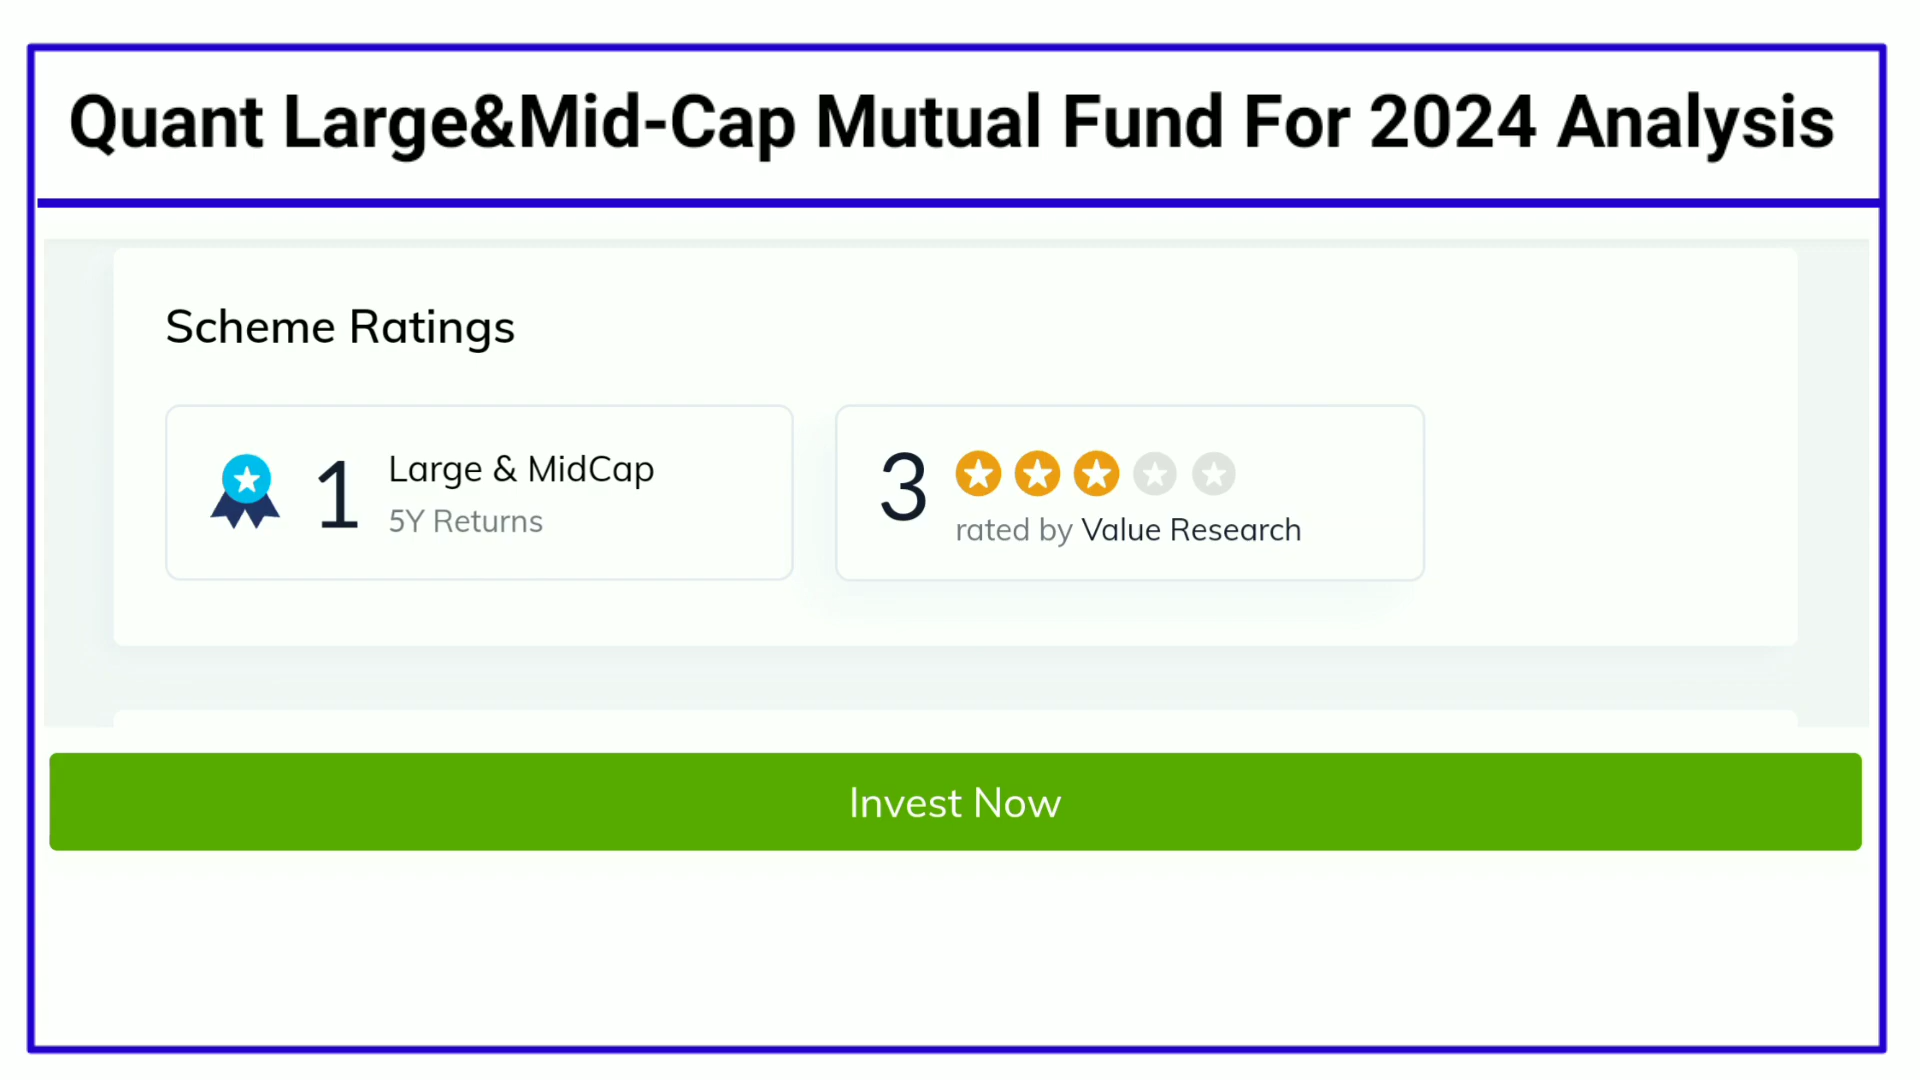 Quant Large&Mid-Cap Mutual Fund For 2024 Analysis
Scheme Ratings
1
Large & MidCap
5Y Returns
3
rated by Value Research
Invest Now